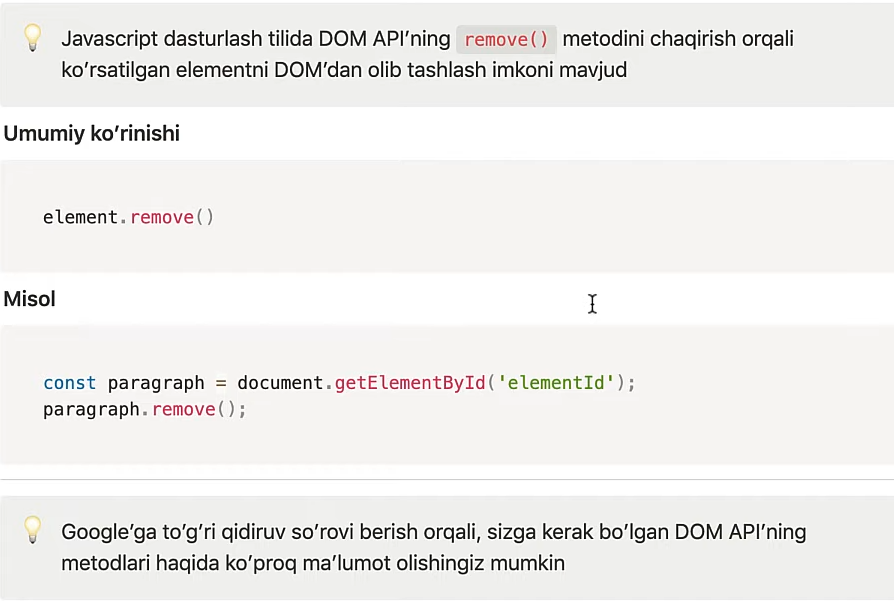 Javascript dasturlash tilida DOM API’ning remove() metodini chaqirish orqali
ko’rsatilgan elementni DOM’dan olib tashlash imkoni mavjud
Umumiy ko’rinishi
element.remove()
Misol
const paragraph = document.getElementById('elementId');
paragraph.remove();
Google’ga to’g’ri qidiruv so’rovi berish orqali, sizga kerak bo’lgan DOM API’ning
metodlari haqida ko’proq ma’lumot olishingiz mumkin